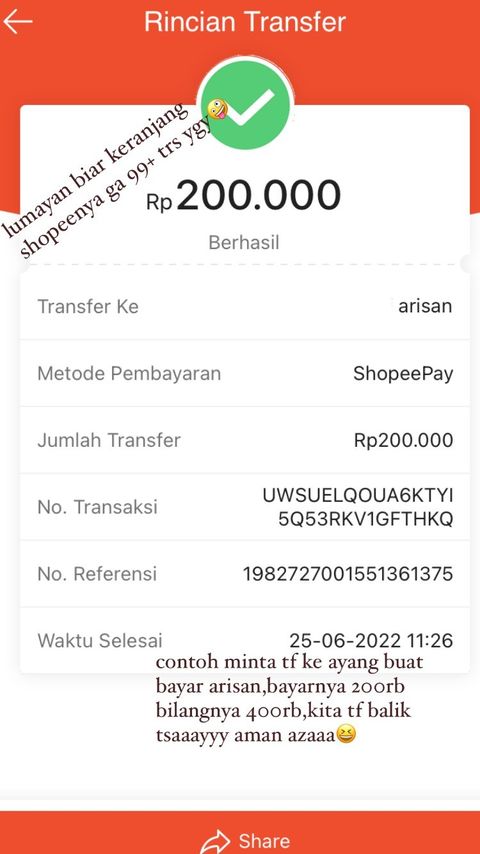 Rincian Transfer
lumayan biar keranjang
shopeenya ga 99+ trs ygy🤪
Rp200.000
Berhasil
Transfer Ke arisan
Metode Pembayaran ShopeePay
Jumlah Transfer Rp200.000
No. Transaksi UWSUELQOUA6KTYI
5Q53RKV1GFTHKQ
No. Referensi 1982727001551361375
Waktu Selesai 25-06-2022 11:26
contoh minta tf ke ayang buat
bayar arisan,bayarnya 200rb
bilangnya 400rb,kita tf balik
tsaaayyy aman azaaa😆
Share